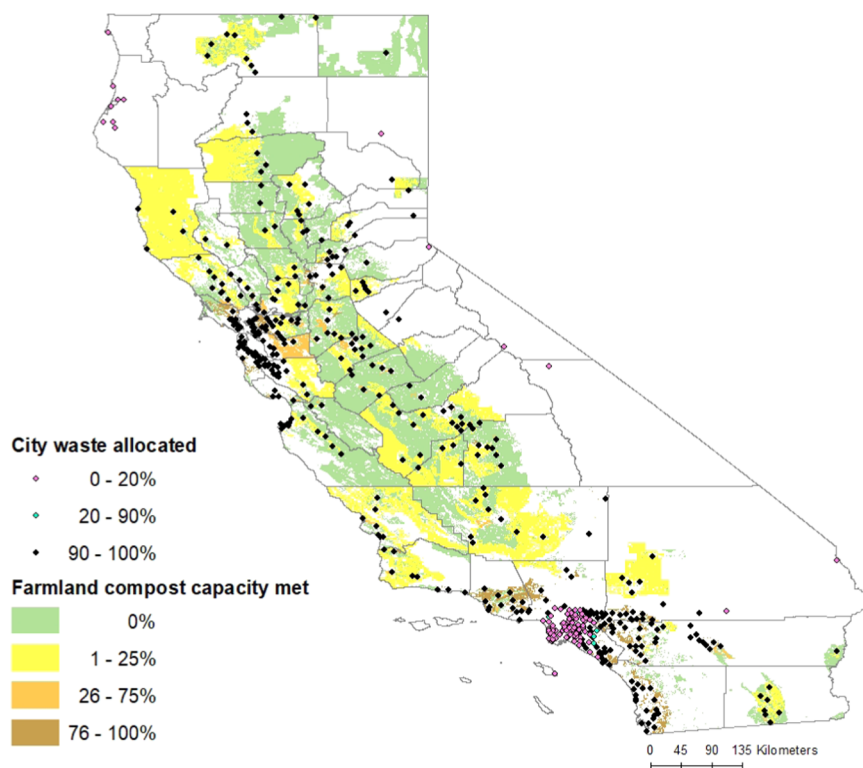 City waste allocated
0 - 20%
20 - 90%
90 - 100%
Farmland compost capacity met
0%
1 - 25%
26 - 75%
76 - 100%
0 45 90 135 Kilometers